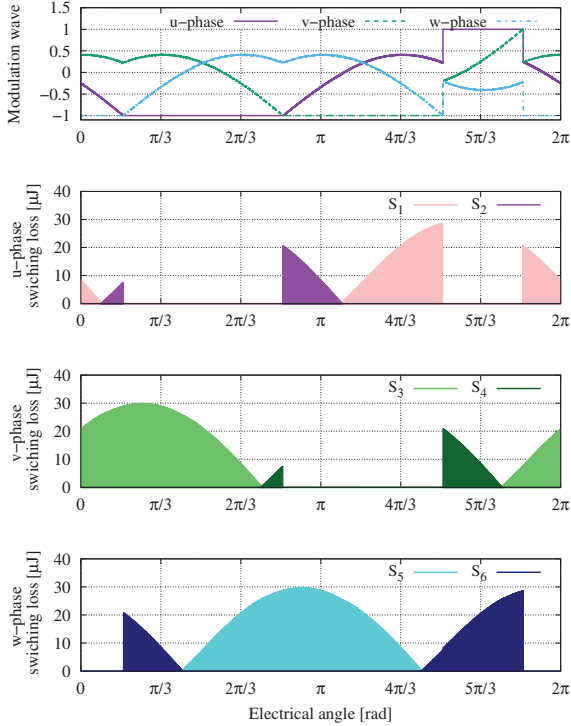 u−phase v−phase w−phase
Modulation wave
1.5
1
0.5
0
−0.5
−1
0 π/3 2π/3 π 4π/3 5π/3 2π
S1 S2
u−phase
swiching loss [μJ]
40
30
20
10
0
0 π/3 2π/3 π 4π/3 5π/3 2π
S3 S4
v−phase
swiching loss [μJ]
40
30
20
10
0
0 π/3 2π/3 π 4π/3 5π/3 2π
S5 S6
w−phase
swiching loss [μJ]
40
30
20
10
0
0 π/3 2π/3 π 4π/3 5π/3 2π
Electrical angle [rad]